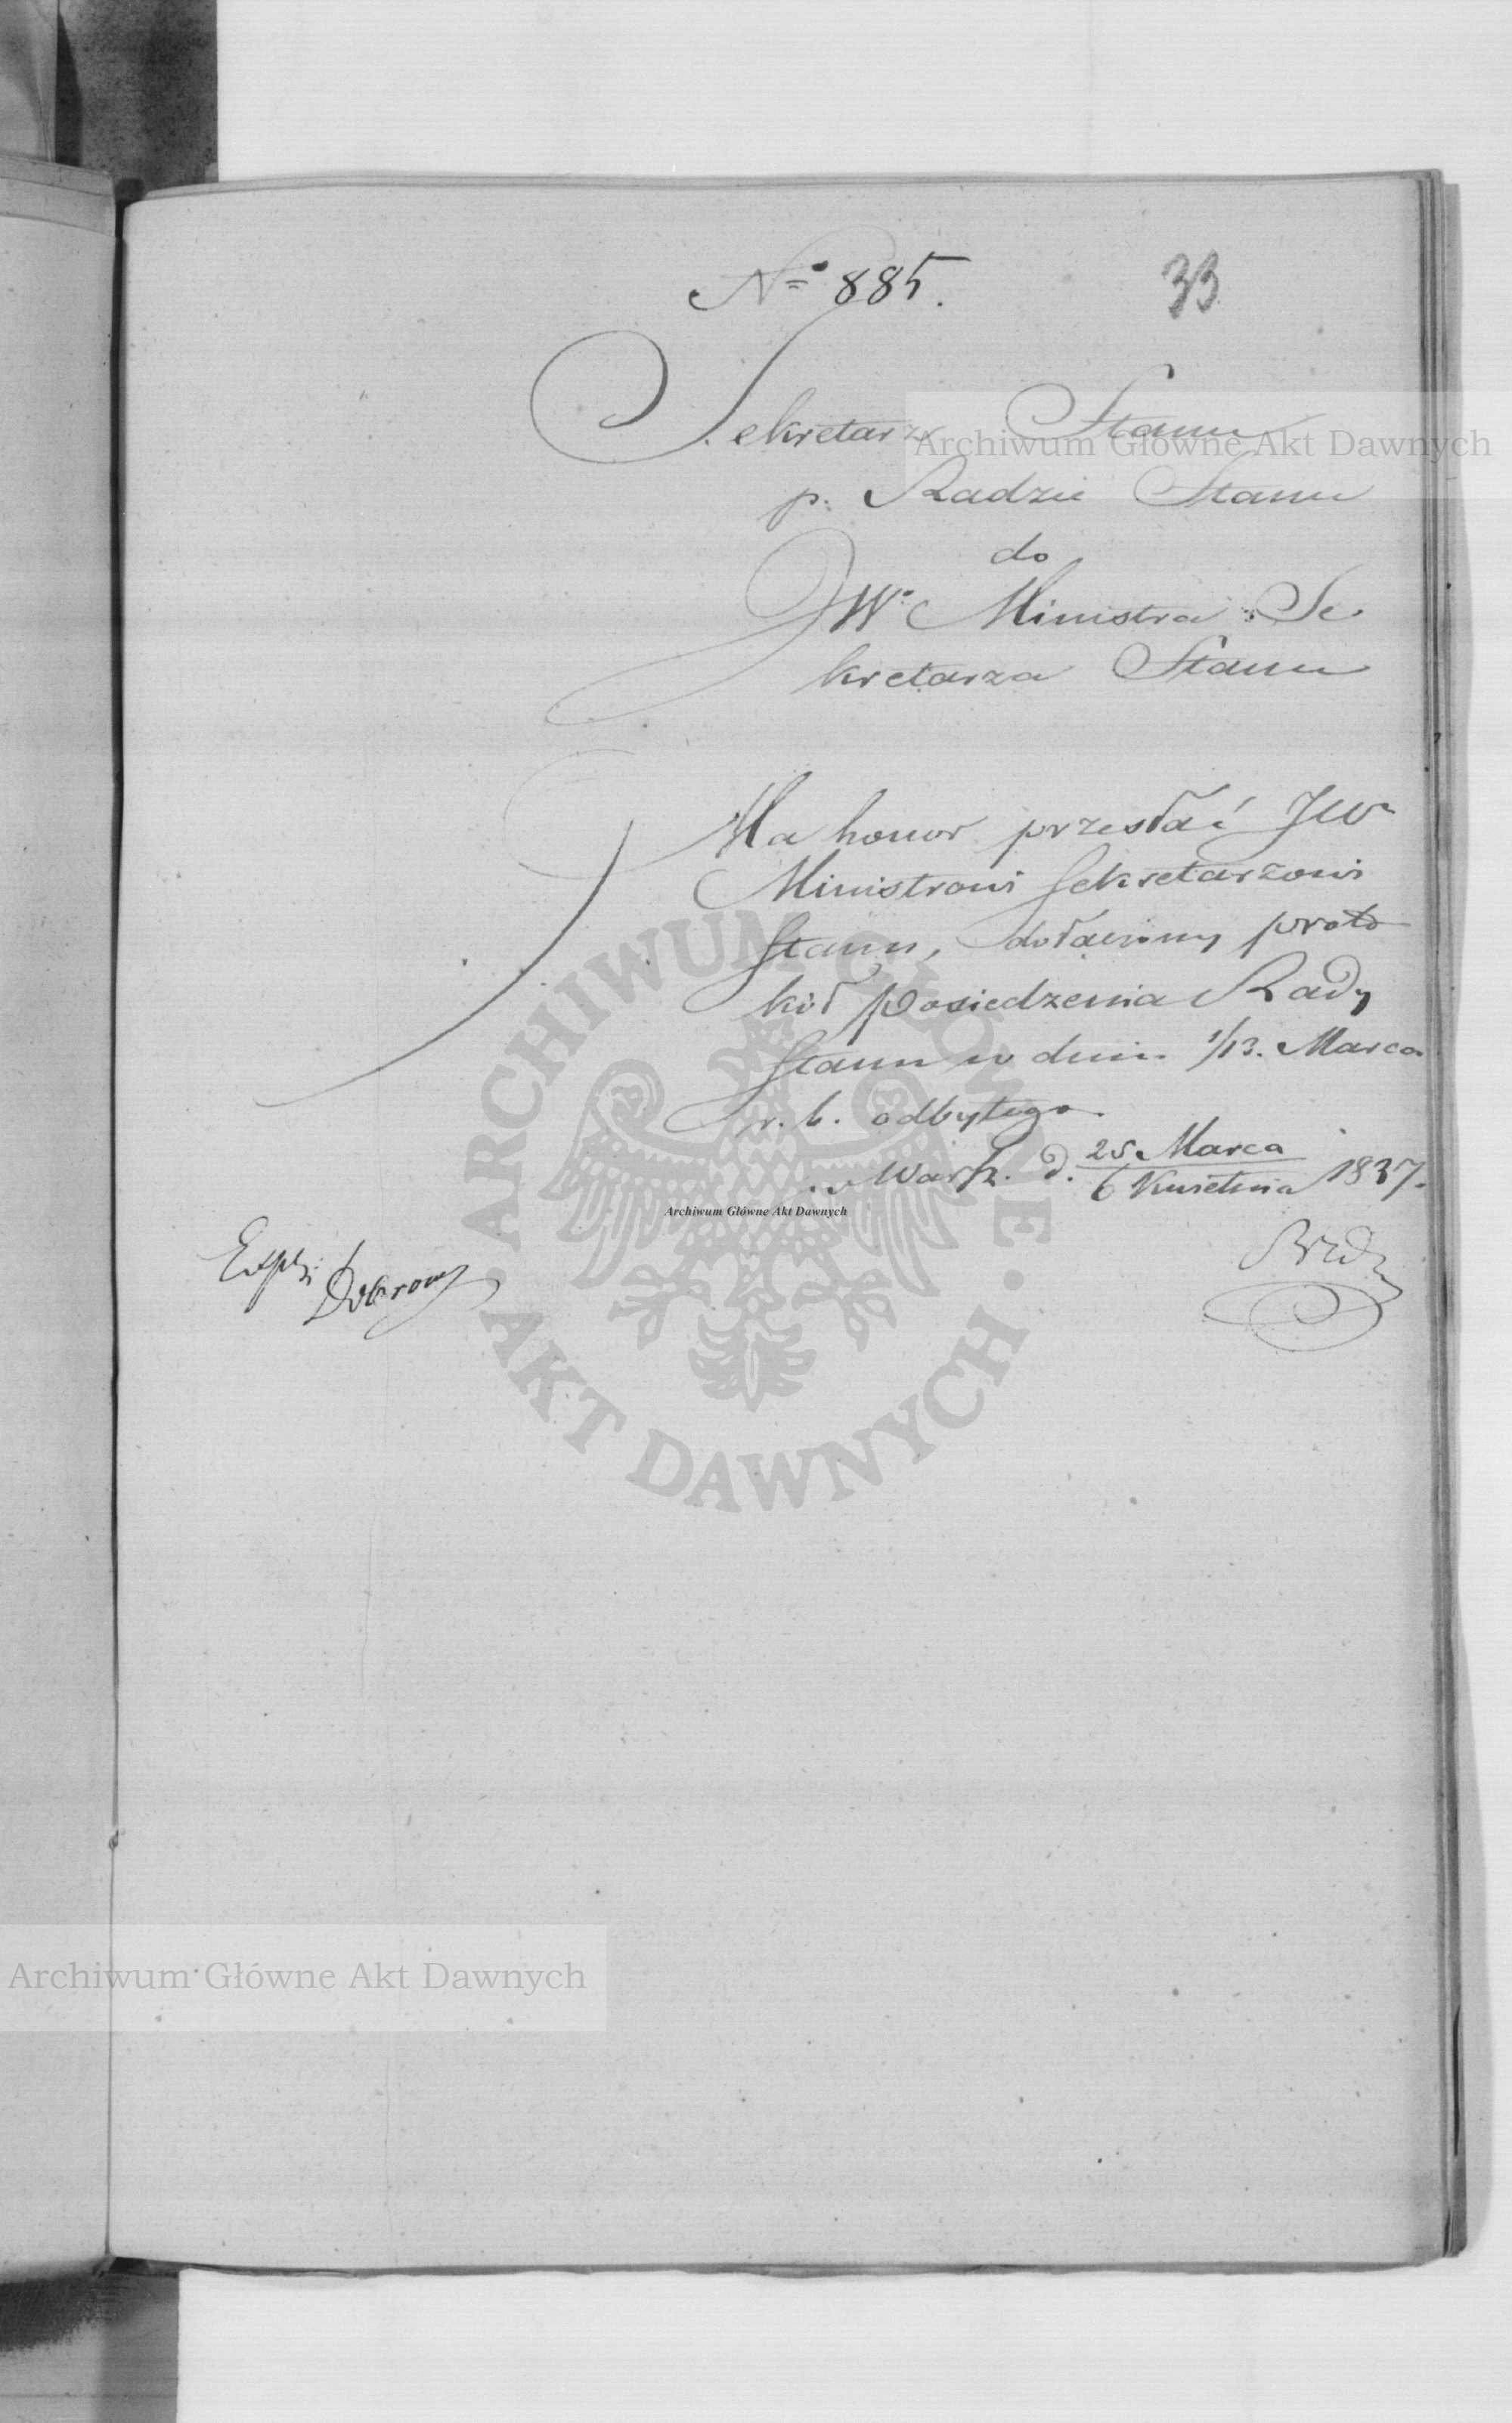 33
No 885.
Sekretarz Stanu
p. Radzie Stanu
do
JW. Ministra Se
kretarza Stanu
Ma honor przesłać JW
Ministrowi Sekretarzowi
Stanu, dołączony proto
kół posiedzenia Rady
Stanu w dniu 1/13. Marca
r. b. odbytego.
w Warsz. d. 25 Marca
6 Kwietnia 1837.
Archiwum Główne Akt Dawnych
Archiwum Główne Akt Dawnych
ARCHIWUM GŁÓWNE AKT DAWNYCH
Archiwum Główne Akt Dawnych